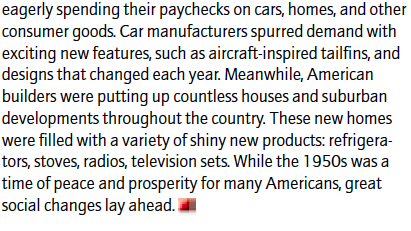 eagerly spending their paychecks on cars, homes, and other
consumer goods. Car manufacturers spurred demand with
exciting new features, such as aircraft-inspired tailfins, and
designs that changed each year. Meanwhile, American
builders were putting up countless houses and suburban
developments throughout the country. These new homes
were filled with a variety of shiny new products: refrigera-
tors, stoves, radios, television sets. While the 1950s was a
time of peace and prosperity for many Americans, great
social changes lay ahead.